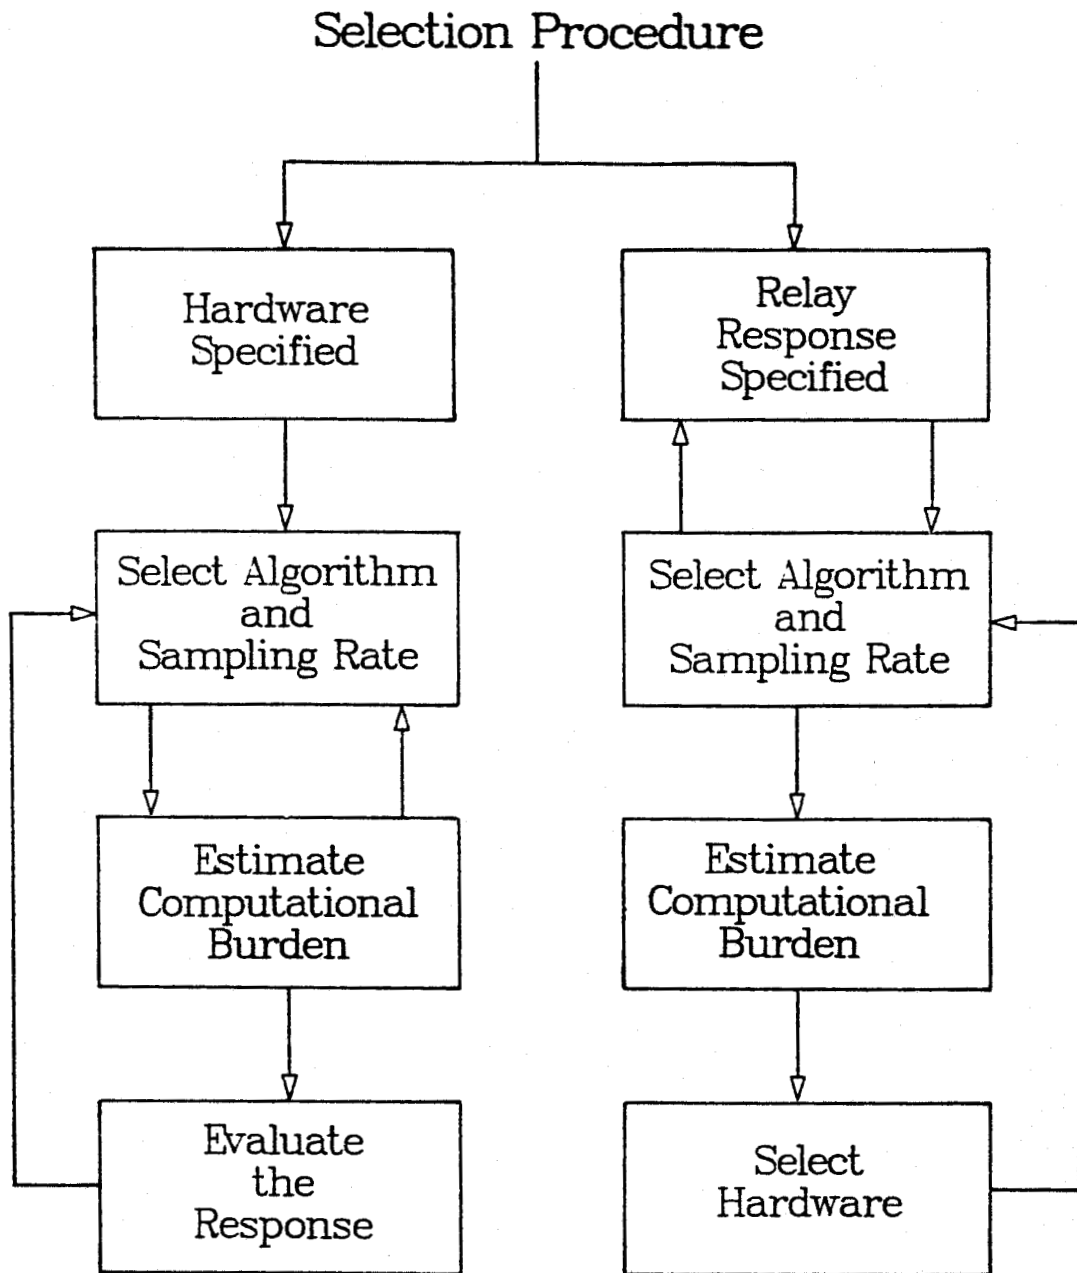 Selection Procedure
Hardware
Specified
Select Algorithm
and
Sampling Rate
Estimate
Computational
Burden
Evaluate
the
Response
Relay
Response
Specified
Select Algorithm
and
Sampling Rate
Estimate
Computational
Burden
Select
Hardware